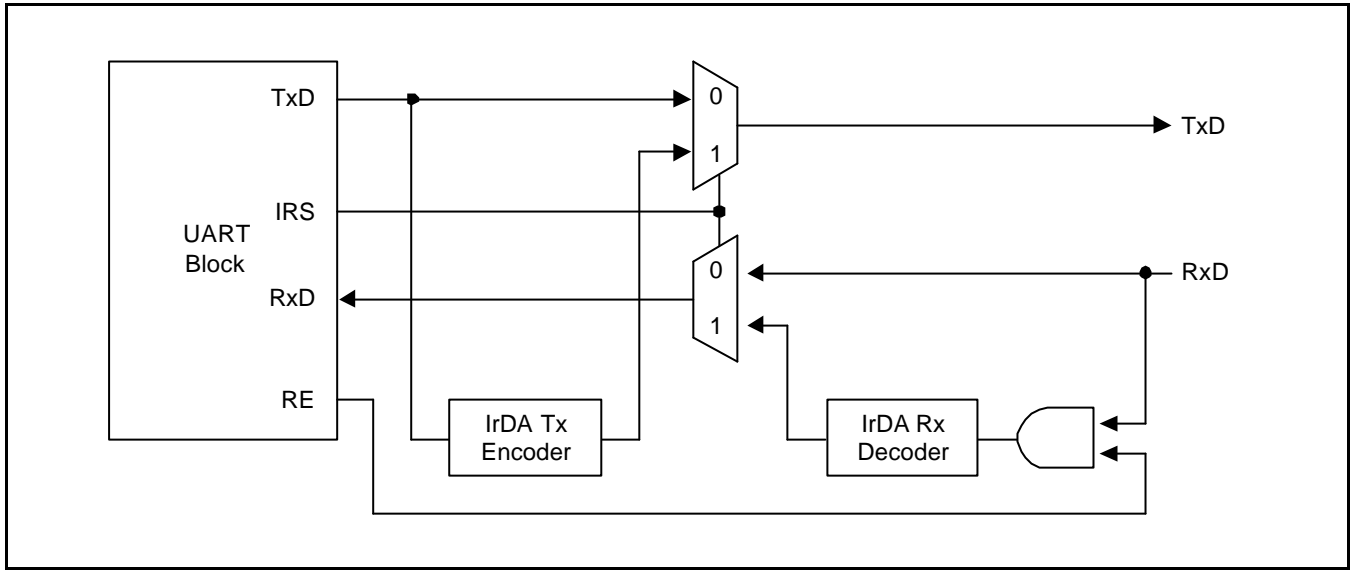 TxD
0
TxD
1
IRS
UART
Block
0
RxD
RxD
1
RE
IrDA Tx
Encoder
IrDA Rx
Decoder